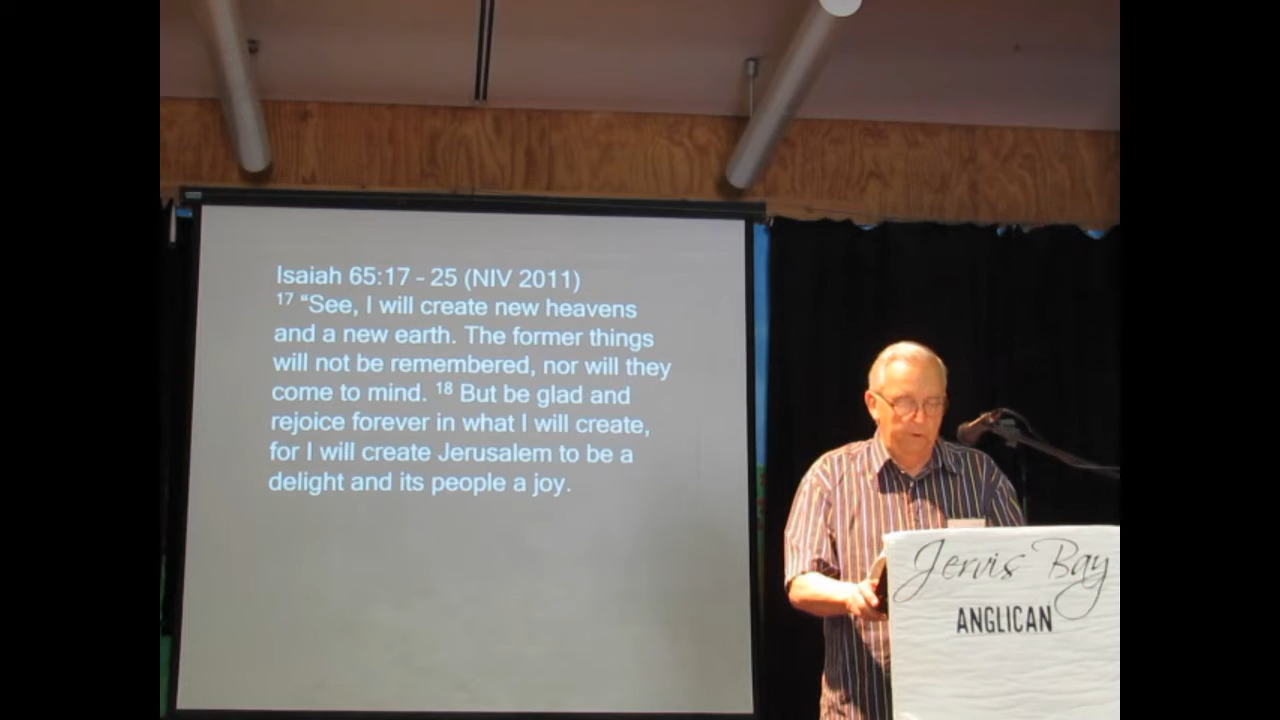 Isaiah 65:17 - 25 (NIV 2011)
17 “See, I will create new heavens
and a new earth. The former things
will not be remembered, nor will they
come to mind. 18 But be glad and
rejoice forever in what I will create,
for I will create Jerusalem to be a
delight and its people a joy.
Jervis Bay
ANGLICAN